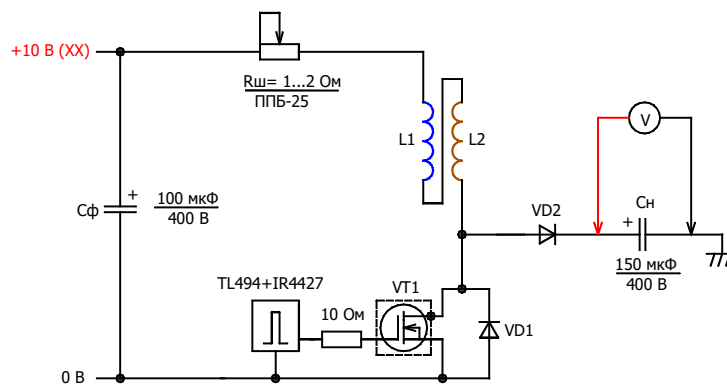 +10 В (ХХ)
Rш= 1...2 Ом
ППБ-25
L1
L2
V
Cф
+
100 мкФ
400 В
VD2
Cн
+
150 мкФ
400 В
TL494+IR4427
VT1
10 Ом
VD1
0 В